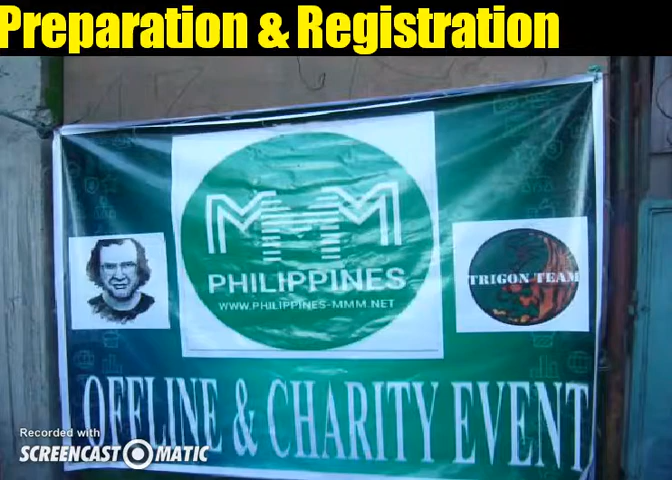 Preparation & Registration
MMM
PHILIPPINES
WWW.PHILIPPINES-MMM.NET
TRIGON TEAM
OFFLINE & CHARITY EVENT
Recorded with
SCREENCAST O MATIC